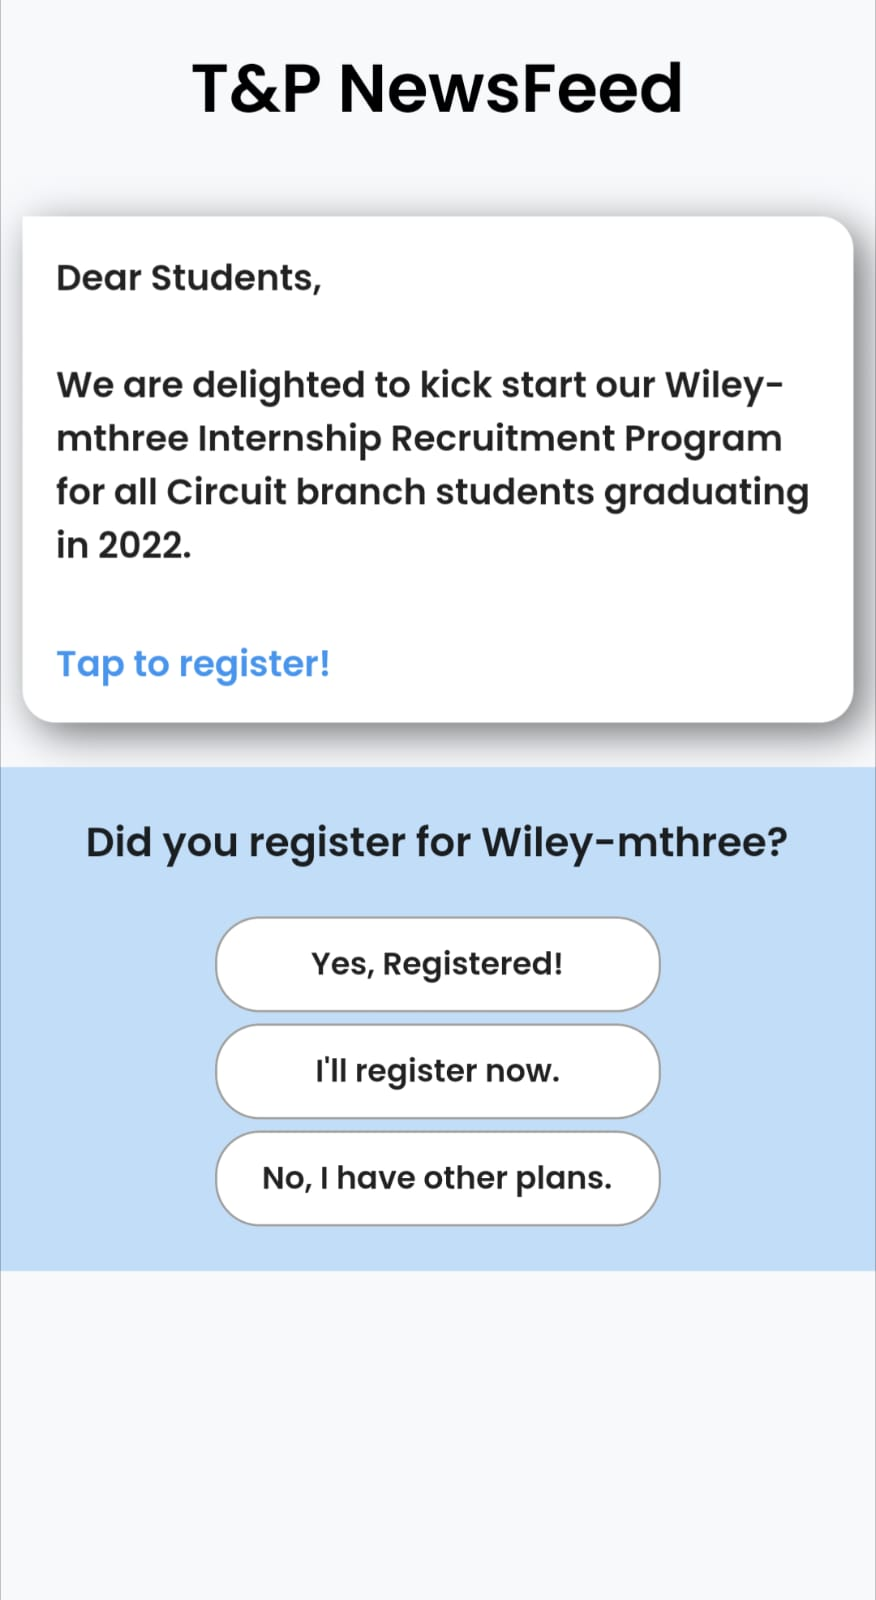 T&P NewsFeed
Dear Students,
We are delighted to kick start our Wiley-
mthree Internship Recruitment Program
for all Circuit branch students graduating
in 2022.
Tap to register!
Did you register for Wiley-mthree?
Yes, Registered!
I'll register now.
No, I have other plans.